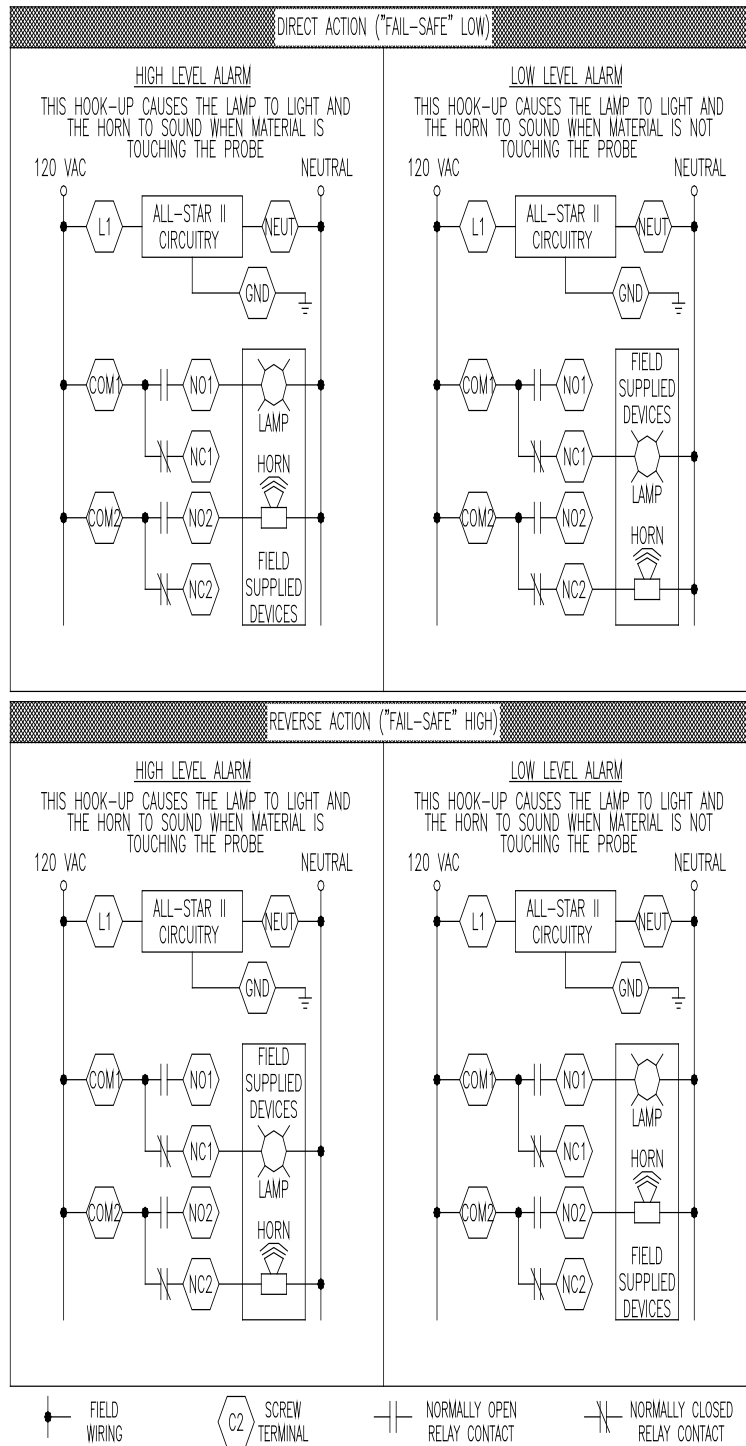 DIRECT ACTION ("FAIL-SAFE" LOW)
HIGH LEVEL ALARM
THIS HOOK-UP CAUSES THE LAMP TO LIGHT AND
THE HORN TO SOUND WHEN MATERIAL IS
TOUCHING THE PROBE
120 VAC
NEUTRAL
L1
ALL-STAR II
CIRCUITRY
NEUT
GND
COM1
NO1
LAMP
NC1
HORN
COM2
NO2
FIELD
SUPPLIED
DEVICES
NC2
LOW LEVEL ALARM
THIS HOOK-UP CAUSES THE LAMP TO LIGHT AND
THE HORN TO SOUND WHEN MATERIAL IS NOT
TOUCHING THE PROBE
120 VAC
NEUTRAL
L1
ALL-STAR II
CIRCUITRY
NEUT
GND
FIELD
SUPPLIED
DEVICES
COM1
NO1
NC1
LAMP
COM2
NO2
HORN
NC2
REVERSE ACTION ("FAIL-SAFE" HIGH)
HIGH LEVEL ALARM
THIS HOOK-UP CAUSES THE LAMP TO LIGHT AND
THE HORN TO SOUND WHEN MATERIAL IS
TOUCHING THE PROBE
120 VAC
NEUTRAL
L1
ALL-STAR II
CIRCUITRY
NEUT
GND
FIELD
SUPPLIED
DEVICES
COM1
NO1
NC1
LAMP
COM2
NO2
HORN
NC2
LOW LEVEL ALARM
THIS HOOK-UP CAUSES THE LAMP TO LIGHT AND
THE HORN TO SOUND WHEN MATERIAL IS NOT
TOUCHING THE PROBE
120 VAC
NEUTRAL
L1
ALL-STAR II
CIRCUITRY
NEUT
GND
COM1
NO1
LAMP
NC1
HORN
COM2
NO2
FIELD
SUPPLIED
DEVICES
NC2
FIELD
WIRING
C2
SCREW
TERMINAL
NORMALLY OPEN
RELAY CONTACT
NORMALLY CLOSED
RELAY CONTACT